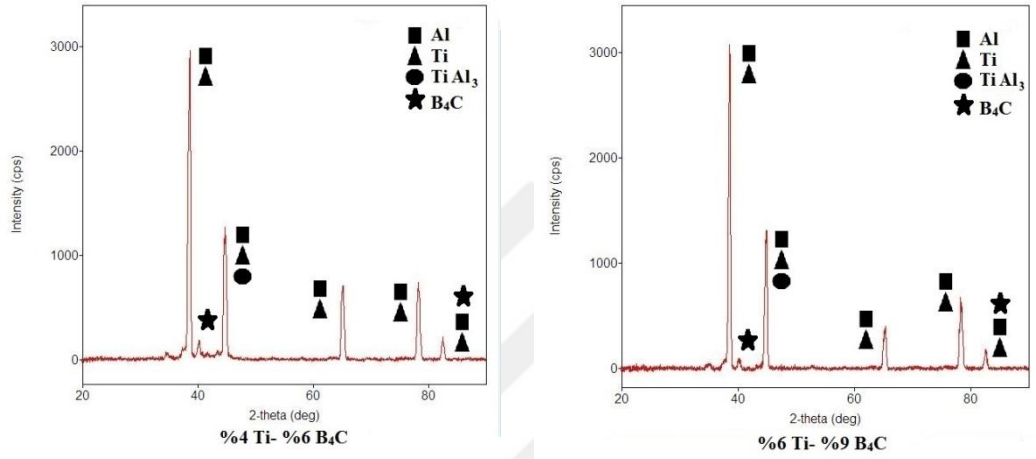 3000
2000
1000
0
Intensity (cps)
Al
Ti
Ti Al₃
B₄C
20 40 60 80
2-theta (deg)
%4 Ti- %6 B₄C
3000
2000
1000
0
Intensity (cps)
Al
Ti
Ti Al₃
B₄C
20 40 60 80
2-theta (deg)
%6 Ti- %9 B₄C